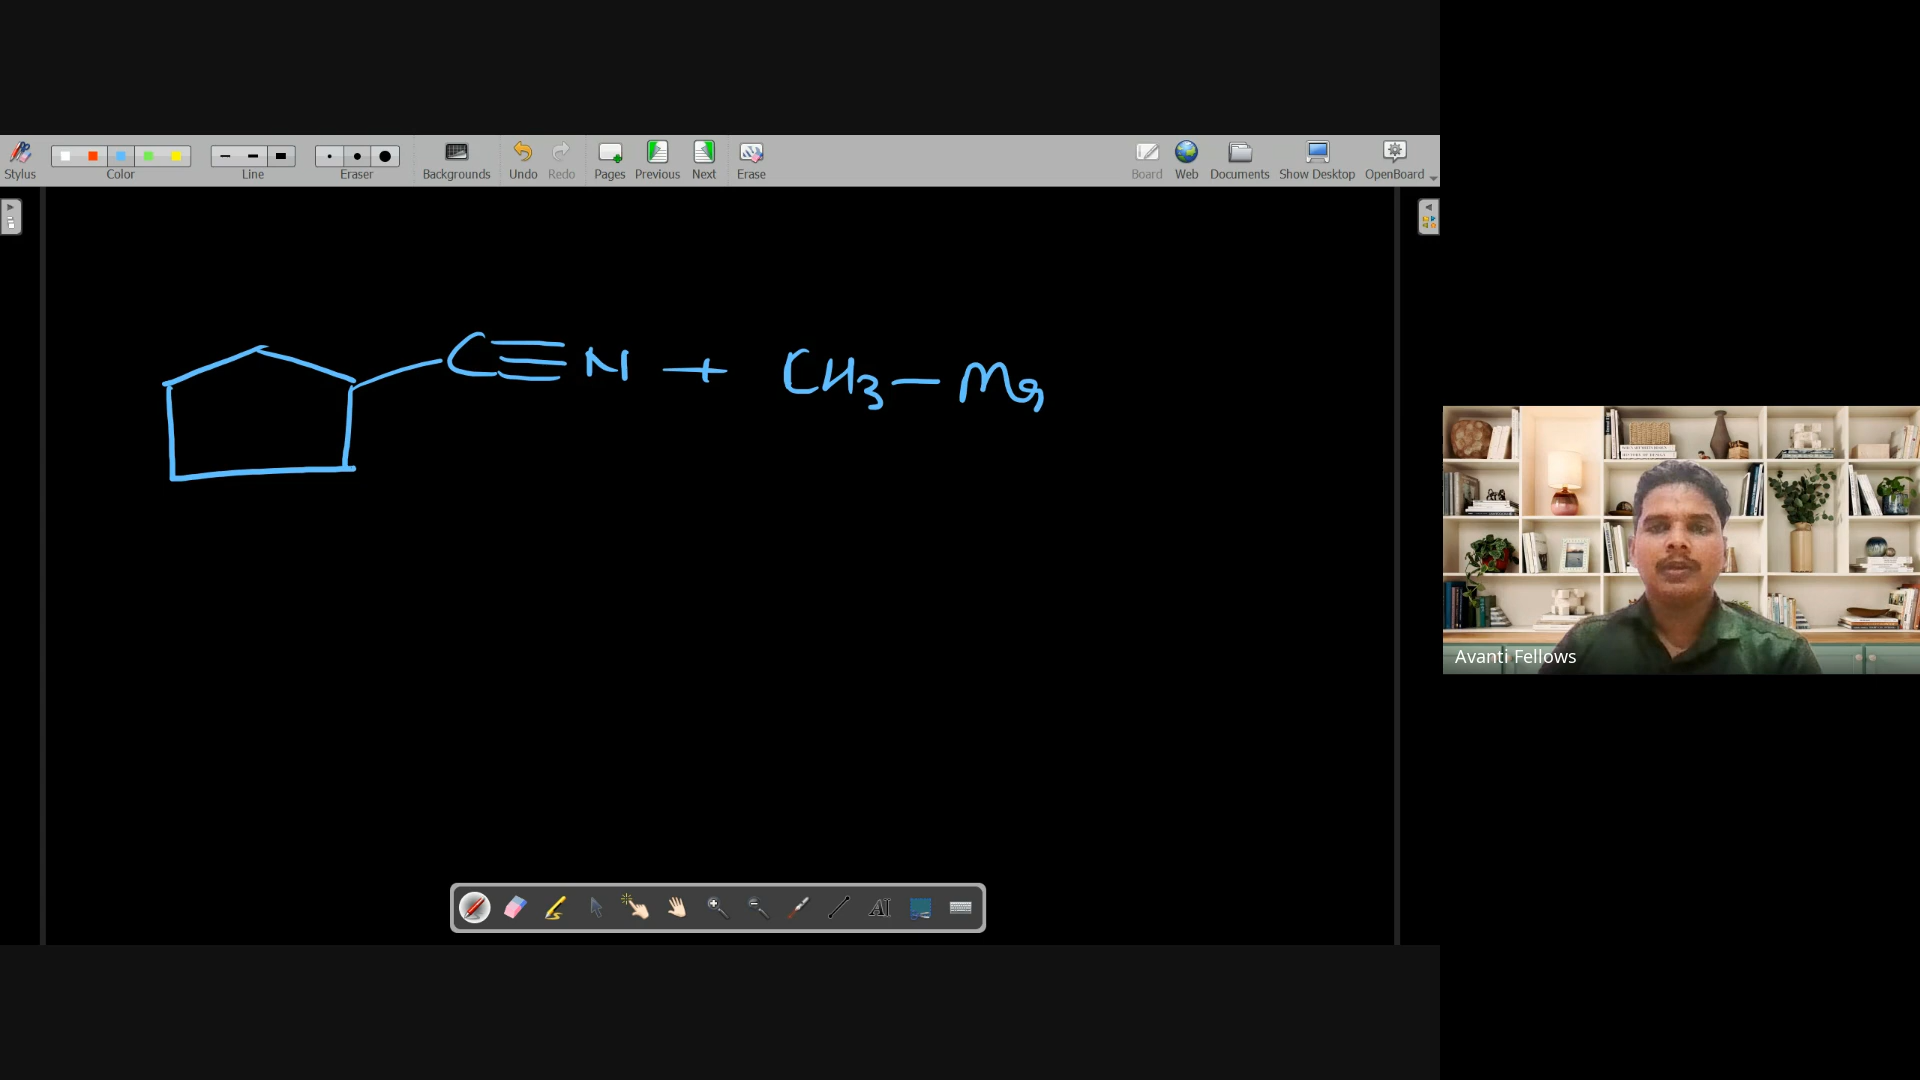 Stylus
Color
Line
Eraser
Backgrounds
Undo
Redo
Pages
Previous
Next
Erase
Board
Web
Documents
Show Desktop
OpenBoard
C≡N + CH3–Mg
AI
Avanti Fellows